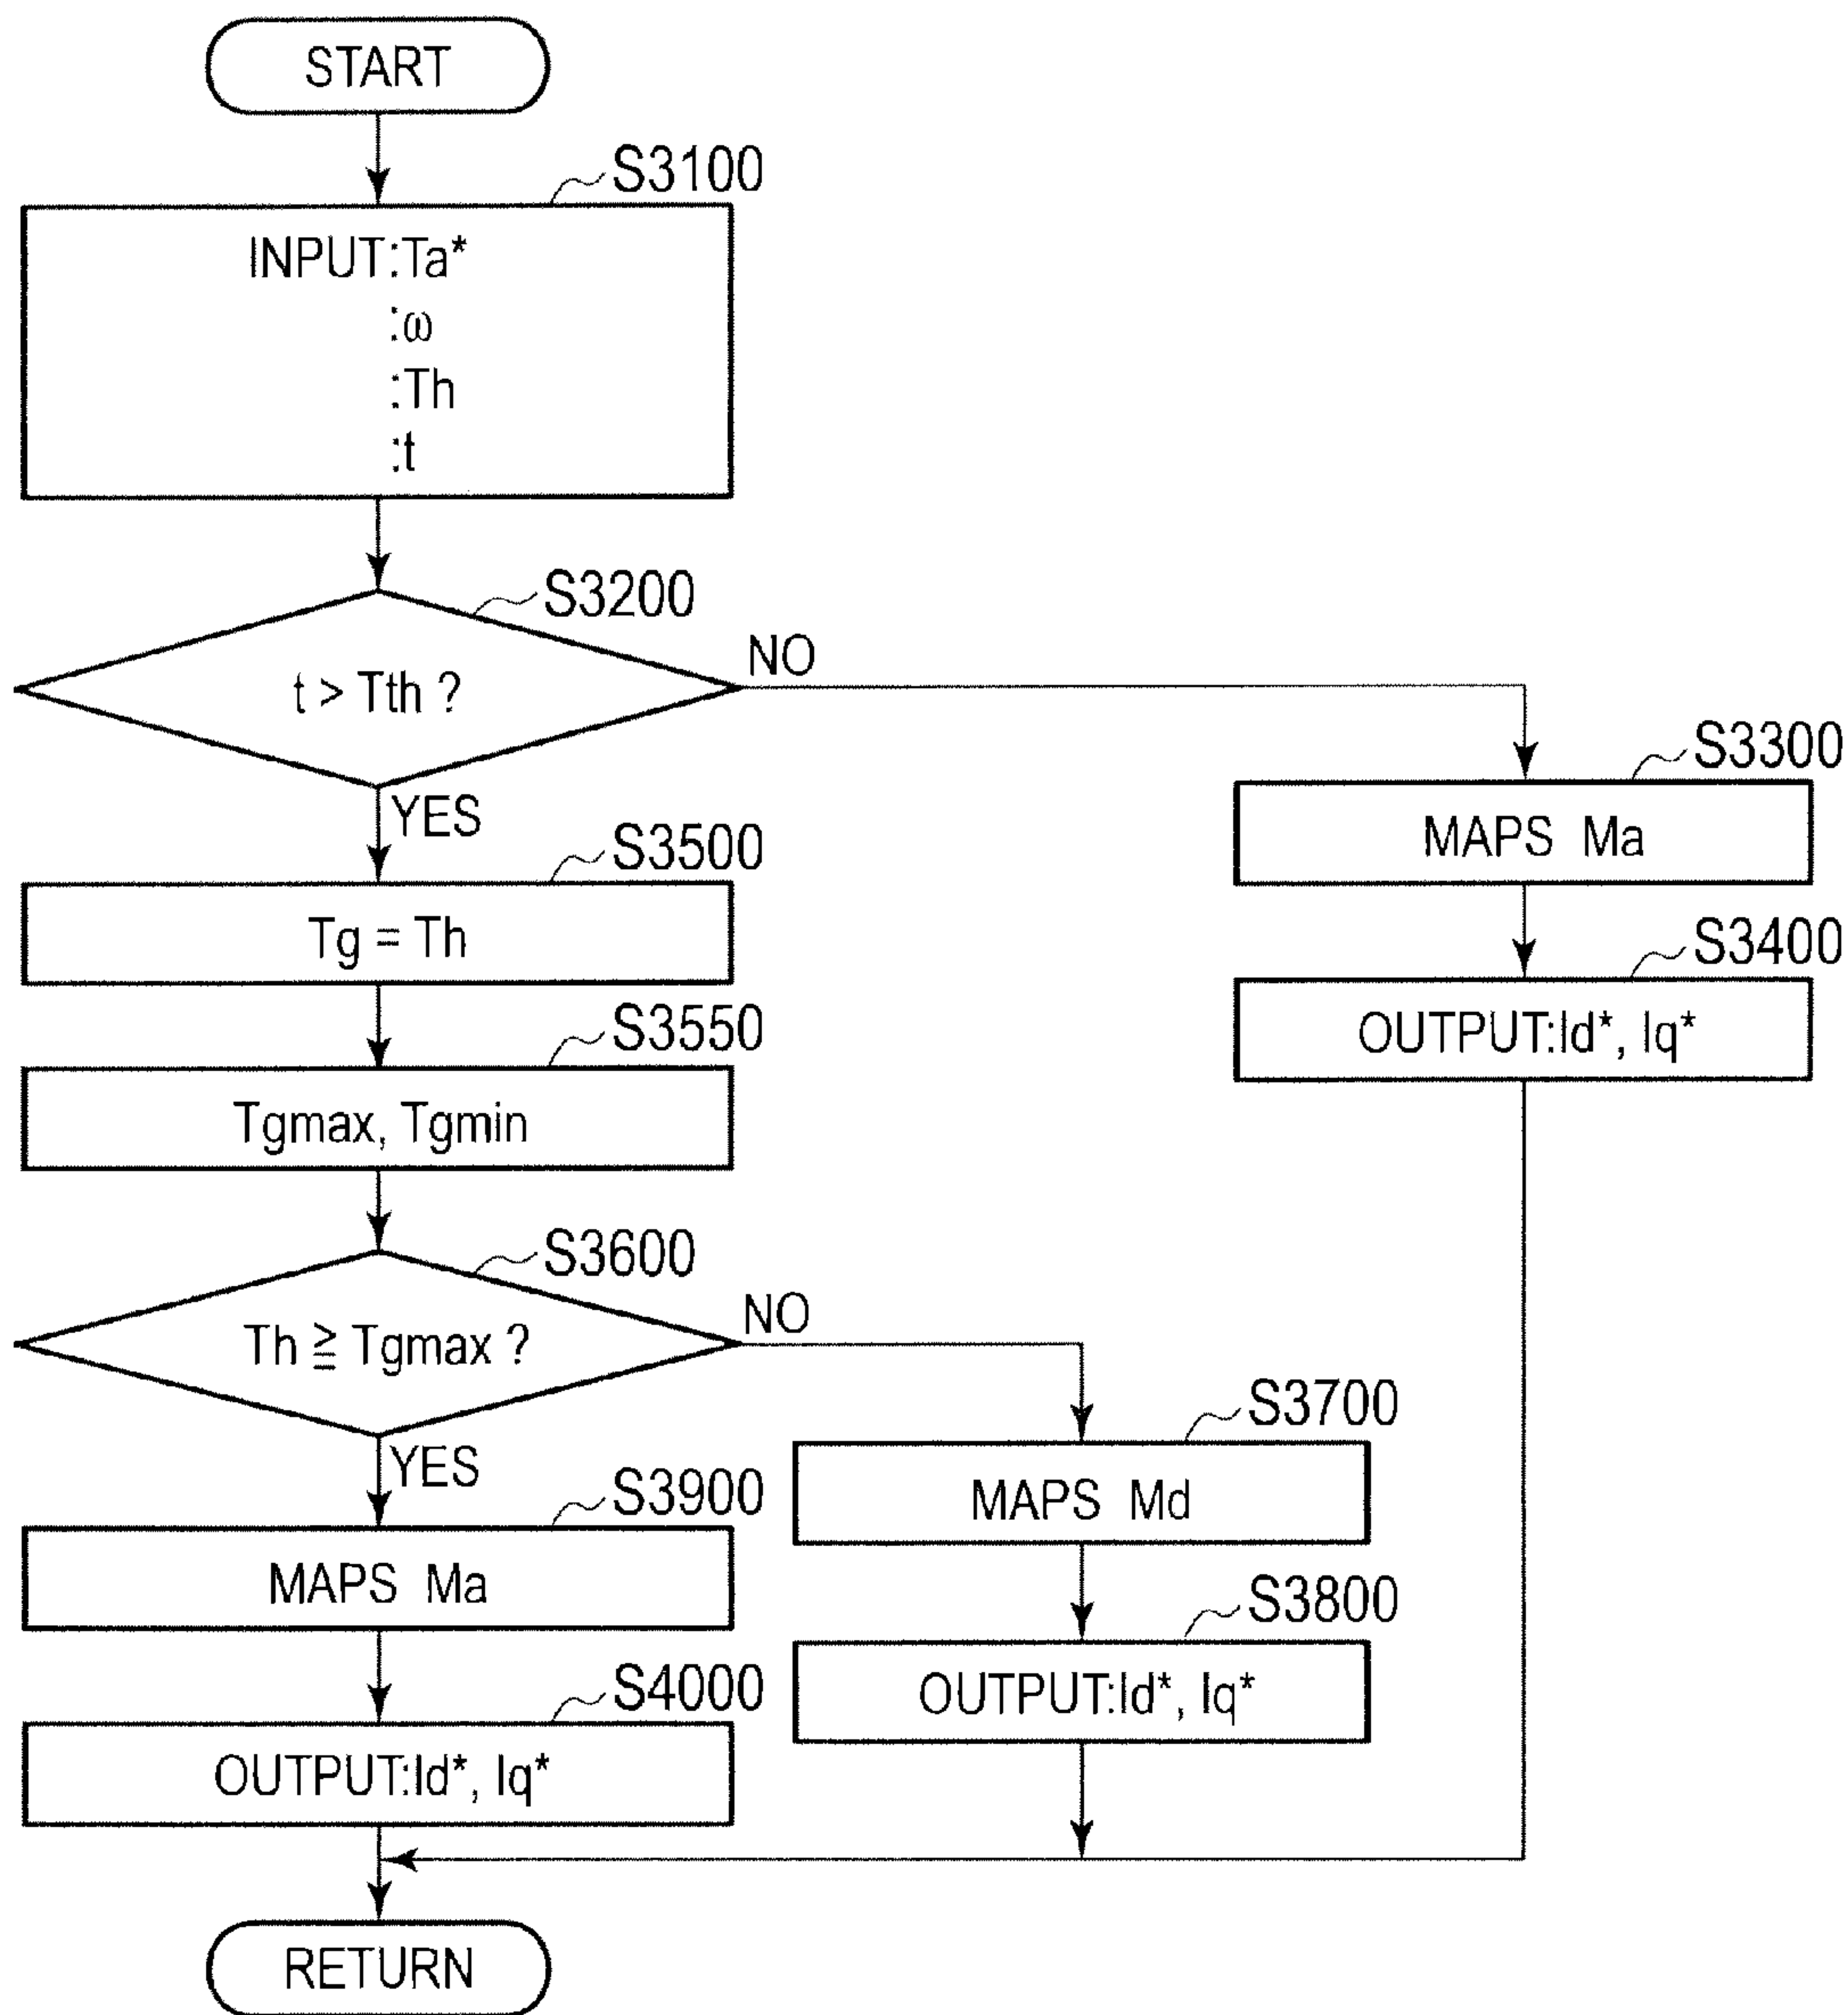 START
S3100
INPUT:Ta*
:ω
:Th
:t
S3200
t > Tth ?
NO
YES
S3300
MAPS Ma
S3400
OUTPUT:Id*, Iq*
S3500
Tg = Th
S3550
Tgmax, Tgmin
S3600
Th ≧ Tgmax ?
NO
YES
S3700
MAPS Md
S3800
OUTPUT:Id*, Iq*
S3900
MAPS Ma
S4000
OUTPUT:Id*, Iq*
RETURN